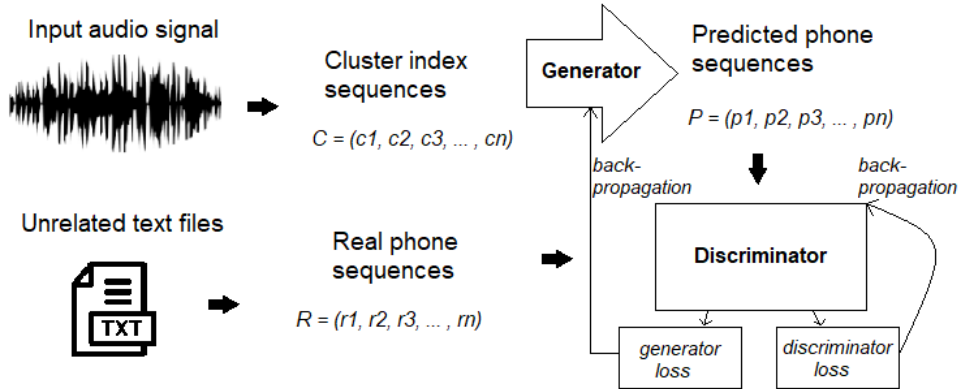 Input audio signal
Cluster index
sequences
C = (c1, c2, c3, ... , cn)
Generator
Predicted phone
sequences
P = (p1, p2, p3, ... , pn)
back-
propagation
back-
propagation
Unrelated text files
TXT
Real phone
sequences
R = (r1, r2, r3, ... , rn)
Discriminator
generator
loss
discriminator
loss